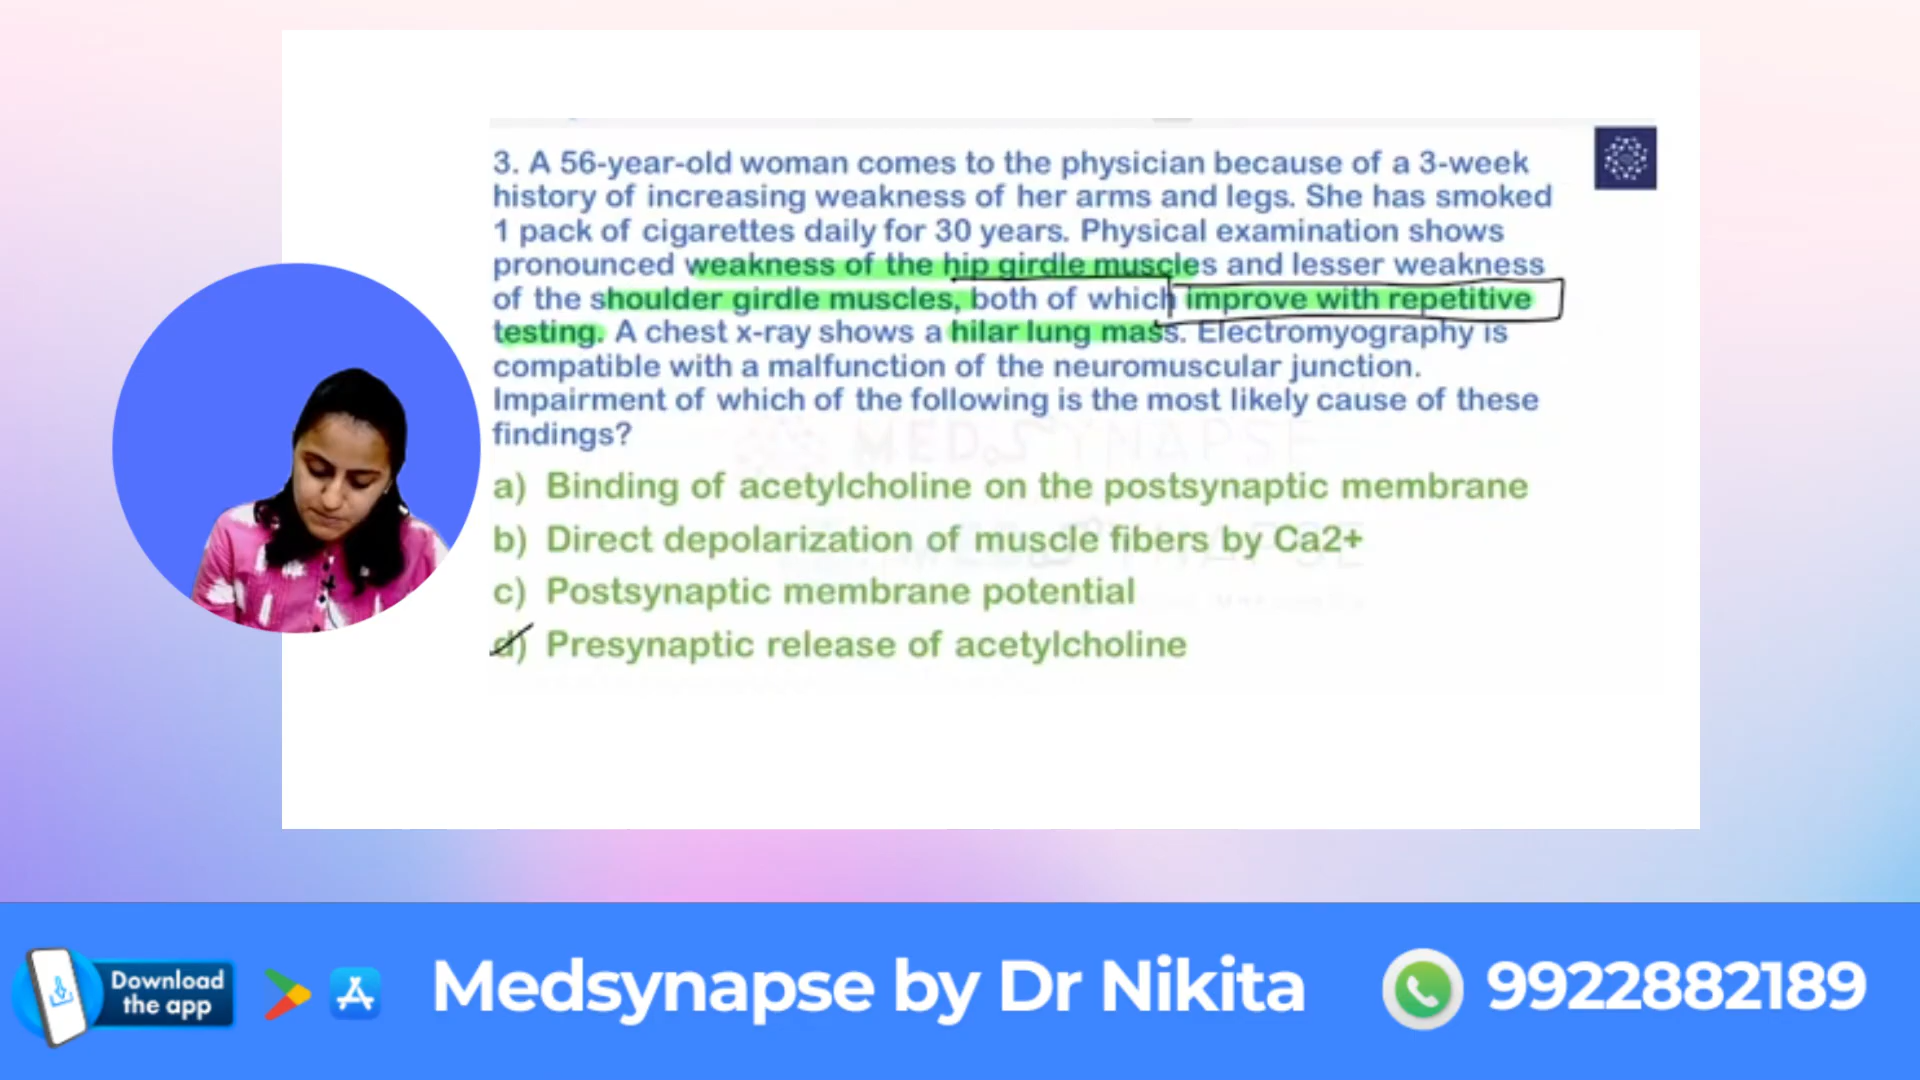 3. A 56-year-old woman comes to the physician because of a 3-week
history of increasing weakness of her arms and legs. She has smoked
1 pack of cigarettes daily for 30 years. Physical examination shows
pronounced weakness of the hip girdle muscles and lesser weakness
of the shoulder girdle muscles, both of which improve with repetitive
testing. A chest x-ray shows a hilar lung mass. Electromyography is
compatible with a malfunction of the neuromuscular junction.
Impairment of which of the following is the most likely cause of these
findings?
MEDSYNAPSE
a) Binding of acetylcholine on the postsynaptic membrane
b) Direct depolarization of muscle fibers by Ca2+
c) Postsynaptic membrane potential
d) Presynaptic release of acetylcholine
Download
the app
Medsynapse by Dr Nikita
9922882189